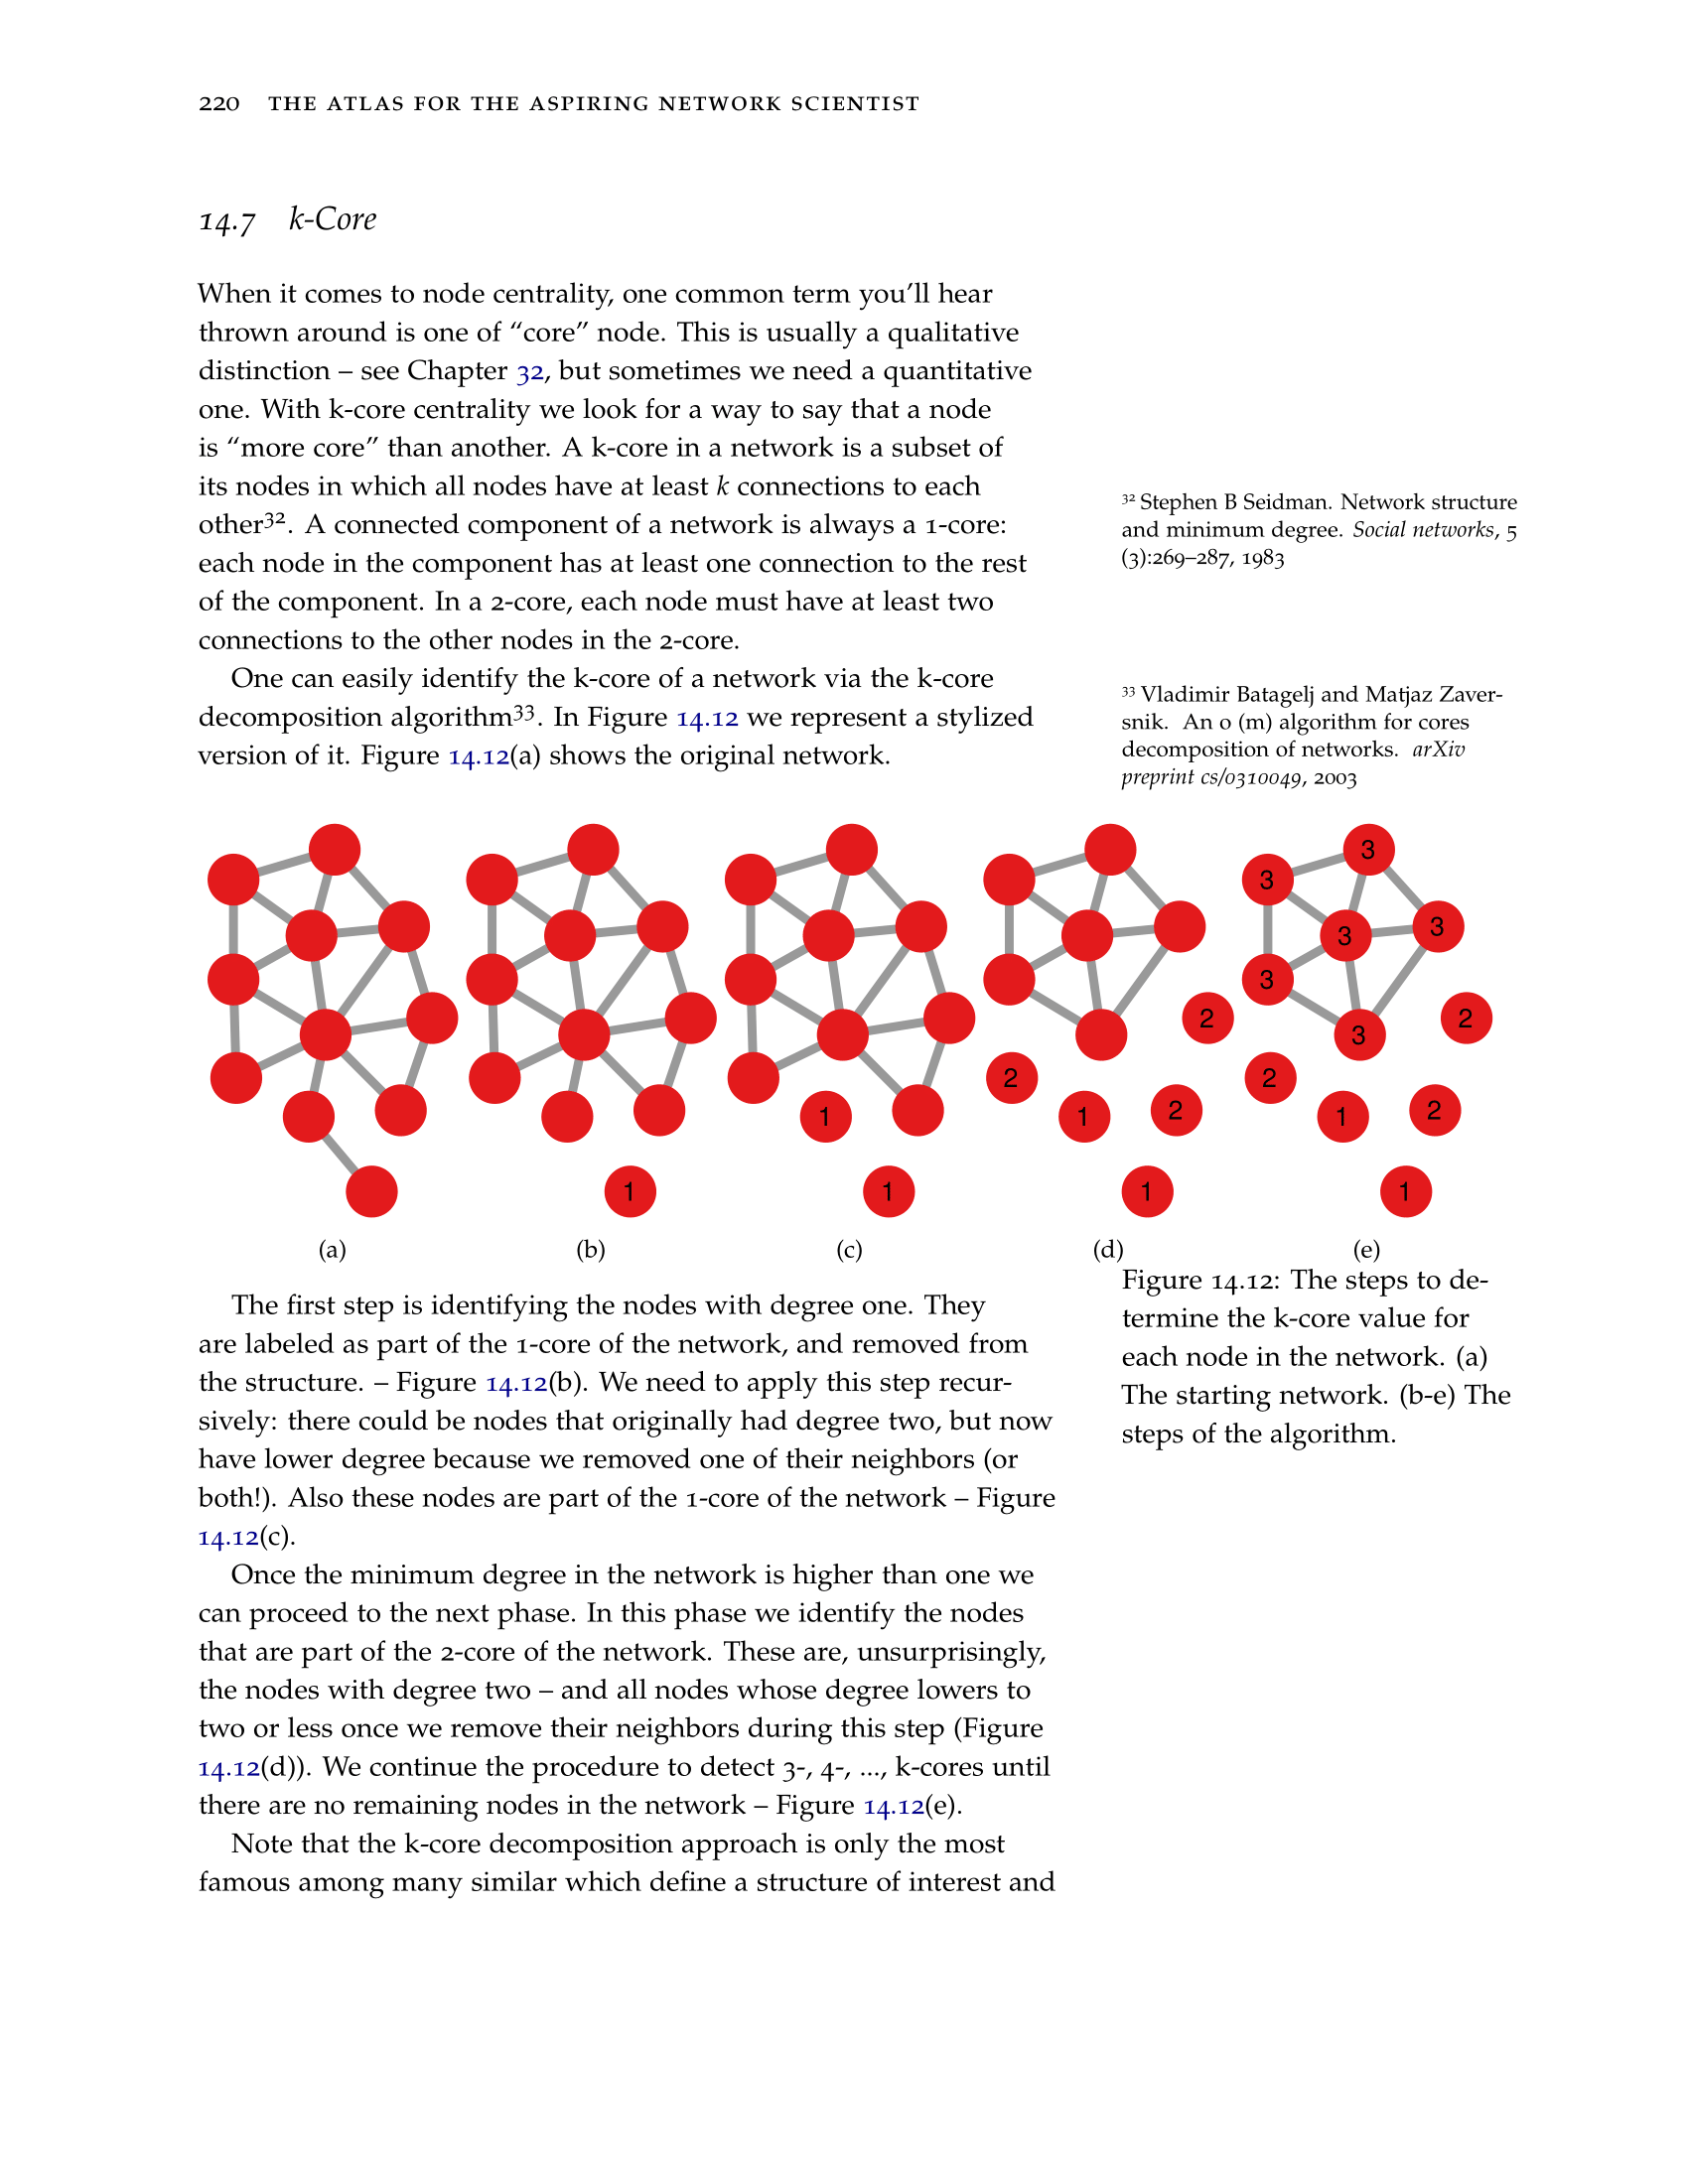 220 THE ATLAS FOR THE ASPIRING NETWORK SCIENTIST
14.7 k-Core
When it comes to node centrality, one common term you'll hear
thrown around is one of “core” node. This is usually a qualitative
distinction – see Chapter 32, but sometimes we need a quantitative
one. With k-core centrality we look for a way to say that a node
is “more core” than another. A k-core in a network is a subset of
its nodes in which all nodes have at least k connections to each
other32. A connected component of a network is always a 1-core:
each node in the component has at least one connection to the rest
of the component. In a 2-core, each node must have at least two
connections to the other nodes in the 2-core.
32 Stephen B Seidman. Network structure
and minimum degree. Social networks, 5
(3):269–287, 1983
One can easily identify the k-core of a network via the k-core
decomposition algorithm33. In Figure 14.12 we represent a stylized
version of it. Figure 14.12(a) shows the original network.
33 Vladimir Batagelj and Matjaz Zaver-
snik. An o (m) algorithm for cores
decomposition of networks. arXiv
preprint cs/0310049, 2003
1
(a)
(b)
1
1
(c)
2
2
1
2
1
(d)
3
3
3
3
3
3
2
2
1
2
1
(e)
Figure 14.12: The steps to de-
termine the k-core value for
each node in the network. (a)
The starting network. (b-e) The
steps of the algorithm.
The first step is identifying the nodes with degree one. They
are labeled as part of the 1-core of the network, and removed from
the structure. – Figure 14.12(b). We need to apply this step recur-
sively: there could be nodes that originally had degree two, but now
have lower degree because we removed one of their neighbors (or
both!). Also these nodes are part of the 1-core of the network – Figure
14.12(c).
Once the minimum degree in the network is higher than one we
can proceed to the next phase. In this phase we identify the nodes
that are part of the 2-core of the network. These are, unsurprisingly,
the nodes with degree two – and all nodes whose degree lowers to
two or less once we remove their neighbors during this step (Figure
14.12(d)). We continue the procedure to detect 3-, 4-, ..., k-cores until
there are no remaining nodes in the network – Figure 14.12(e).
Note that the k-core decomposition approach is only the most
famous among many similar which define a structure of interest and